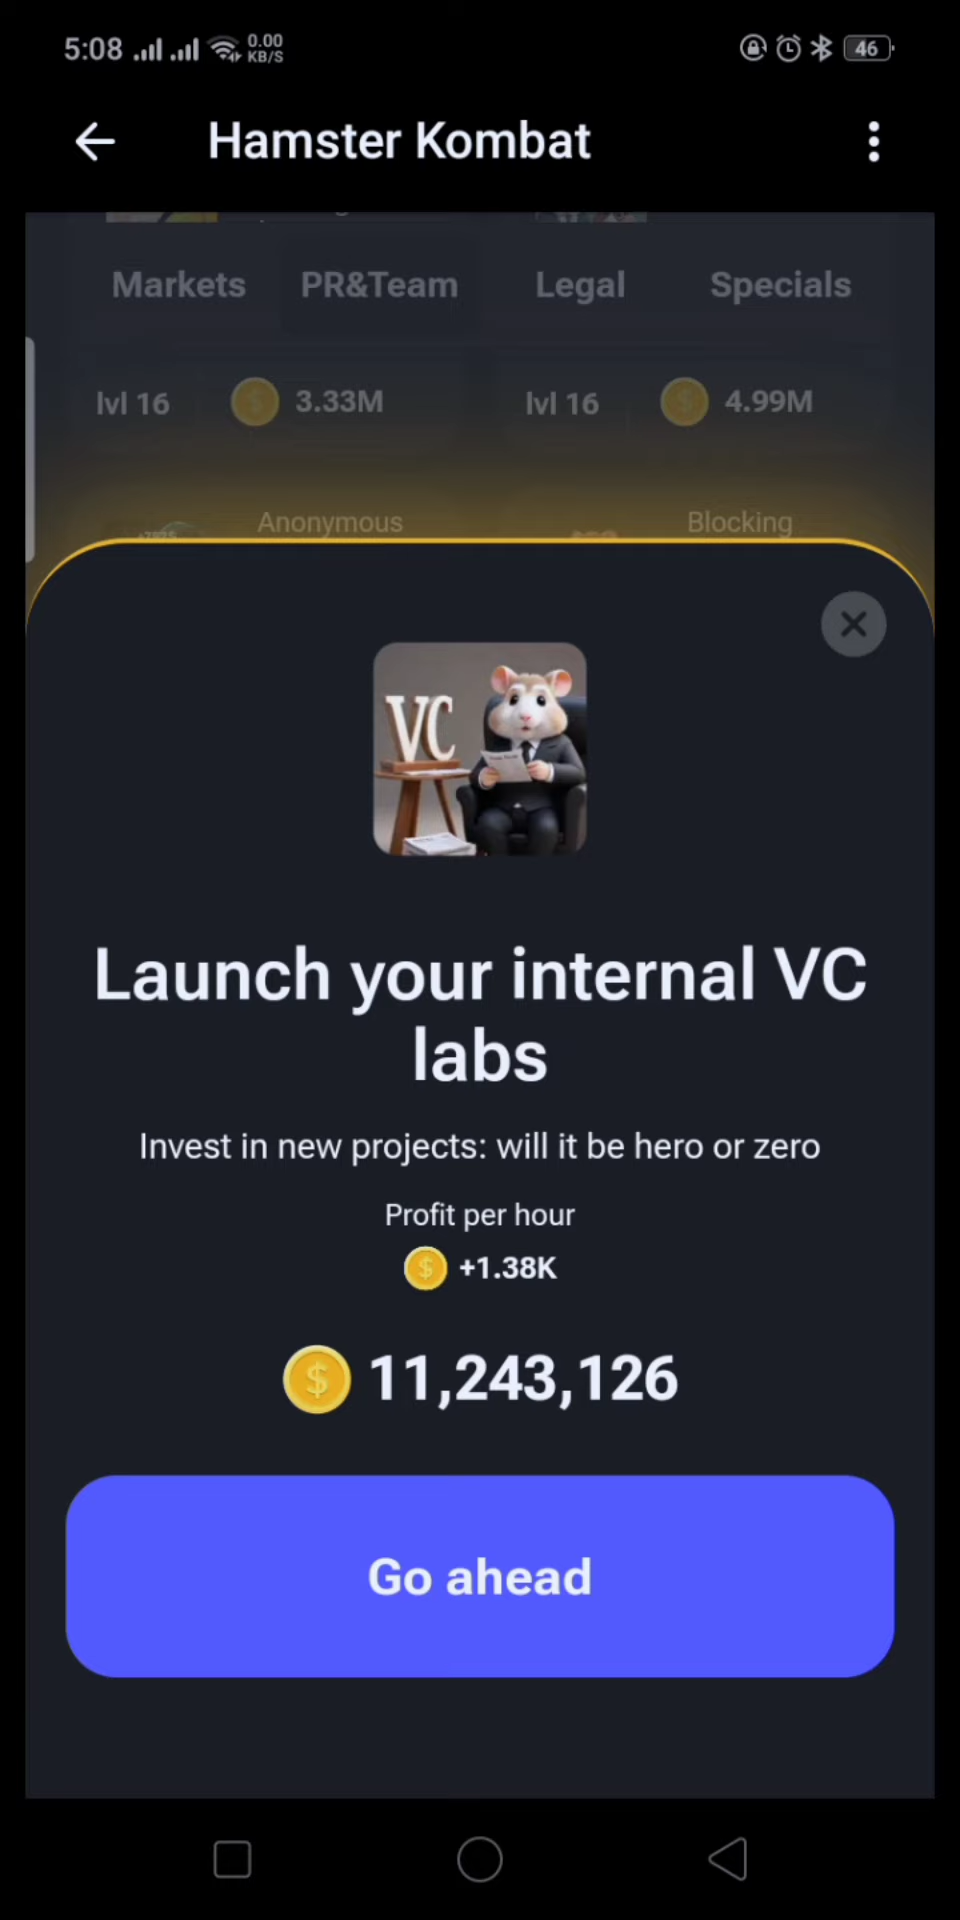 5:08
0.00
KB/S
46
Hamster Kombat
Markets PR&Team Legal Specials
lvl 16 3.33M lvl 16 4.99M
Anonymous Blocking
VC
Launch your internal VC
labs
Invest in new projects: will it be hero or zero
Profit per hour
+1.38K
11,243,126
Go ahead